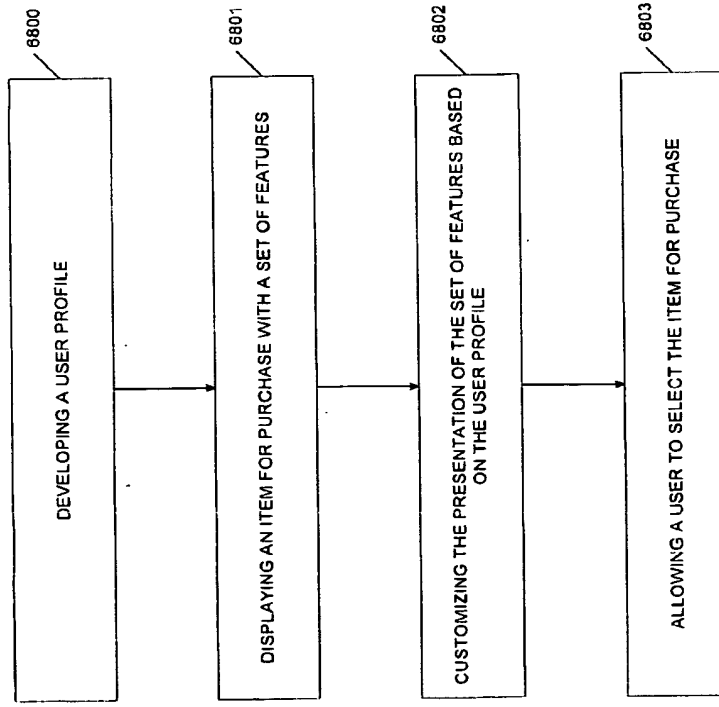 6800
DEVELOPING A USER PROFILE
6801
DISPLAYING AN ITEM FOR PURCHASE WITH A SET OF FEATURES
6802
CUSTOMIZING THE PRESENTATION OF THE SET OF FEATURES BASED
ON THE USER PROFILE
6803
ALLOWING A USER TO SELECT THE ITEM FOR PURCHASE